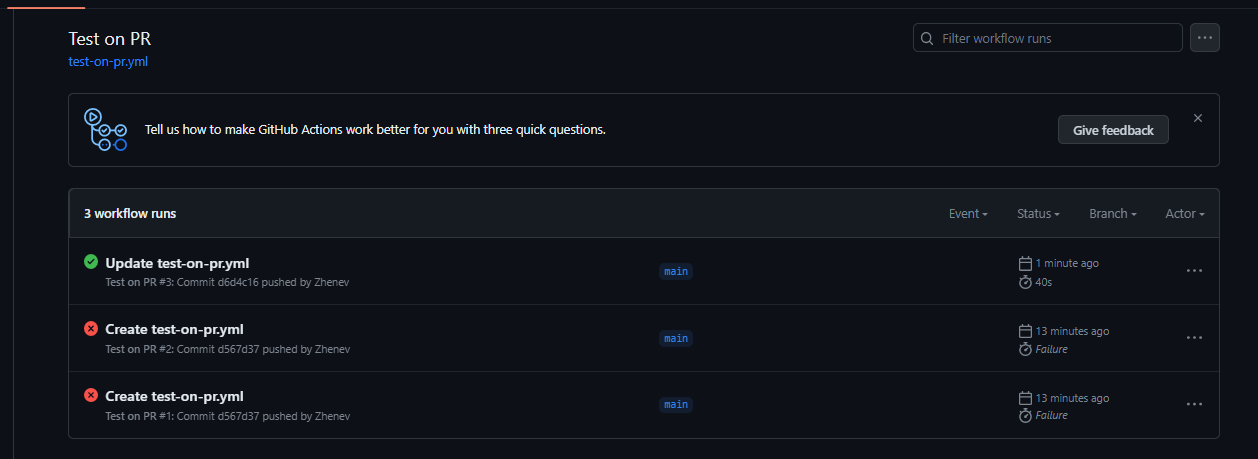 Test on PR
test-on-pr.yml
Filter workflow runs
Tell us how to make GitHub Actions work better for you with three quick questions.
Give feedback
3 workflow runs
Event
Status
Branch
Actor
Update test-on-pr.yml
Test on PR #3: Commit d6d4c16 pushed by Zhenev
main
1 minute ago
40s
Create test-on-pr.yml
Test on PR #2: Commit d567d37 pushed by Zhenev
main
13 minutes ago
Failure
Create test-on-pr.yml
Test on PR #1: Commit d567d37 pushed by Zhenev
main
13 minutes ago
Failure